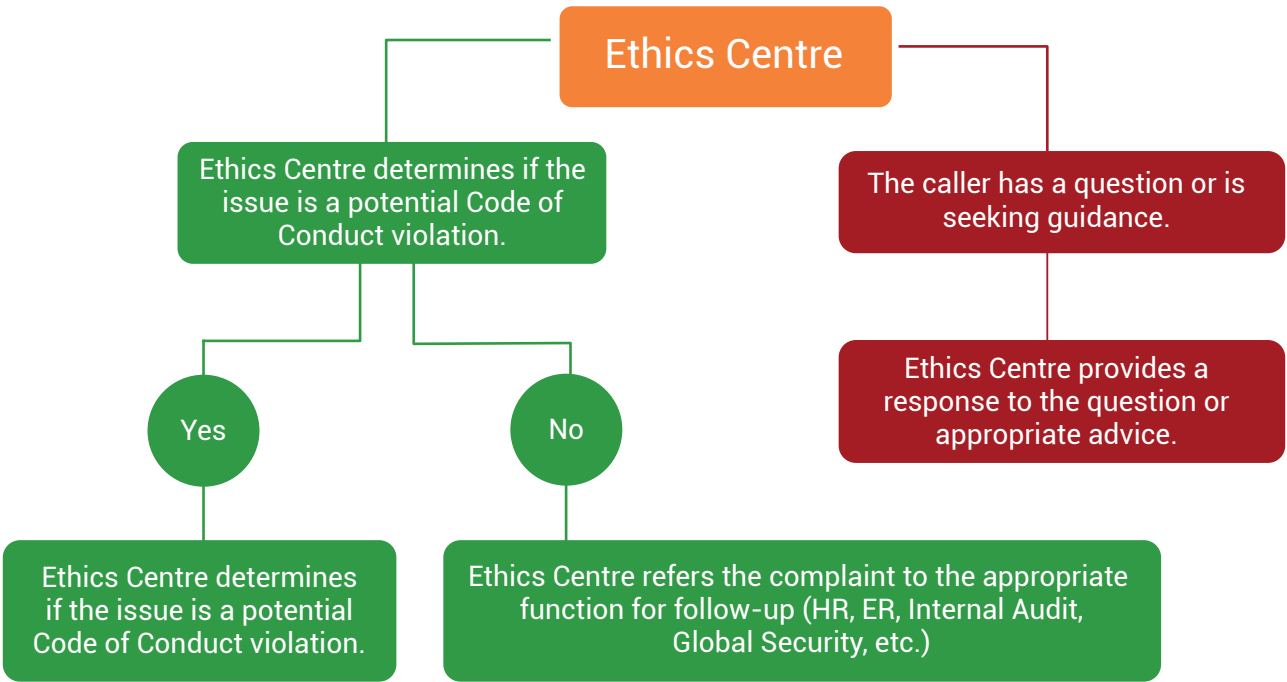 Ethics Centre
Ethics Centre determines if the
issue is a potential Code of
Conduct violation.
The caller has a question or is
seeking guidance.
Ethics Centre provides a
response to the question or
appropriate advice.
Yes
No
Ethics Centre determines
if the issue is a potential
Code of Conduct violation.
Ethics Centre refers the complaint to the appropriate
function for follow-up (HR, ER, Internal Audit,
Global Security, etc.)